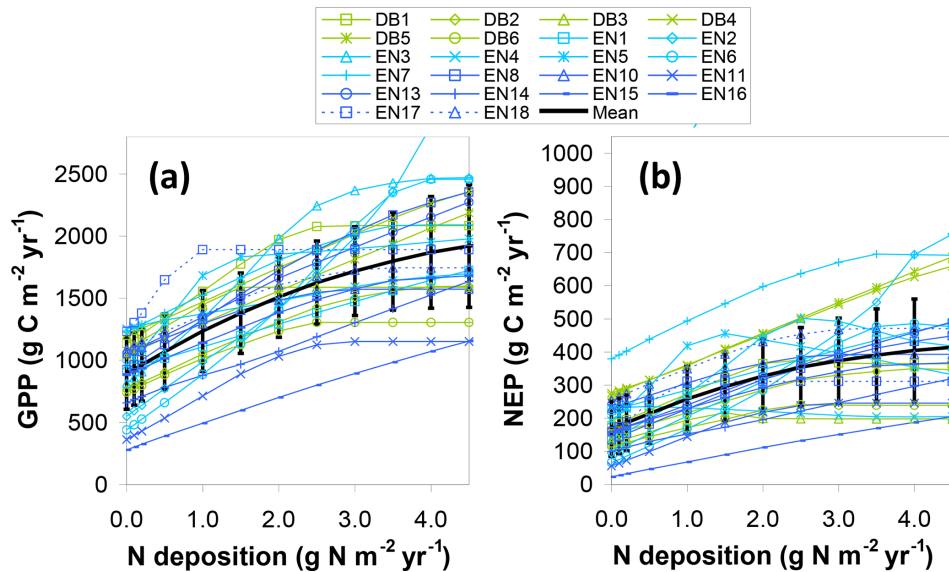 DB1 DB2 DB3 DB4
DB5 DB6 EN1 EN2
EN3 EN4 EN5 EN6
EN7 EN8 EN10 EN11
EN13 EN14 EN15 EN16
EN17 EN18 Mean
(a)
GPP (g C m⁻² yr⁻¹)
2500
2000
1500
1000
500
0
0.0 1.0 2.0 3.0 4.0
N deposition (g N m⁻² yr⁻¹)
(b)
NEP (g C m⁻² yr⁻¹)
1000
900
800
700
600
500
400
300
200
100
0
0.0 1.0 2.0 3.0 4.0
N deposition (g N m⁻² yr⁻¹)